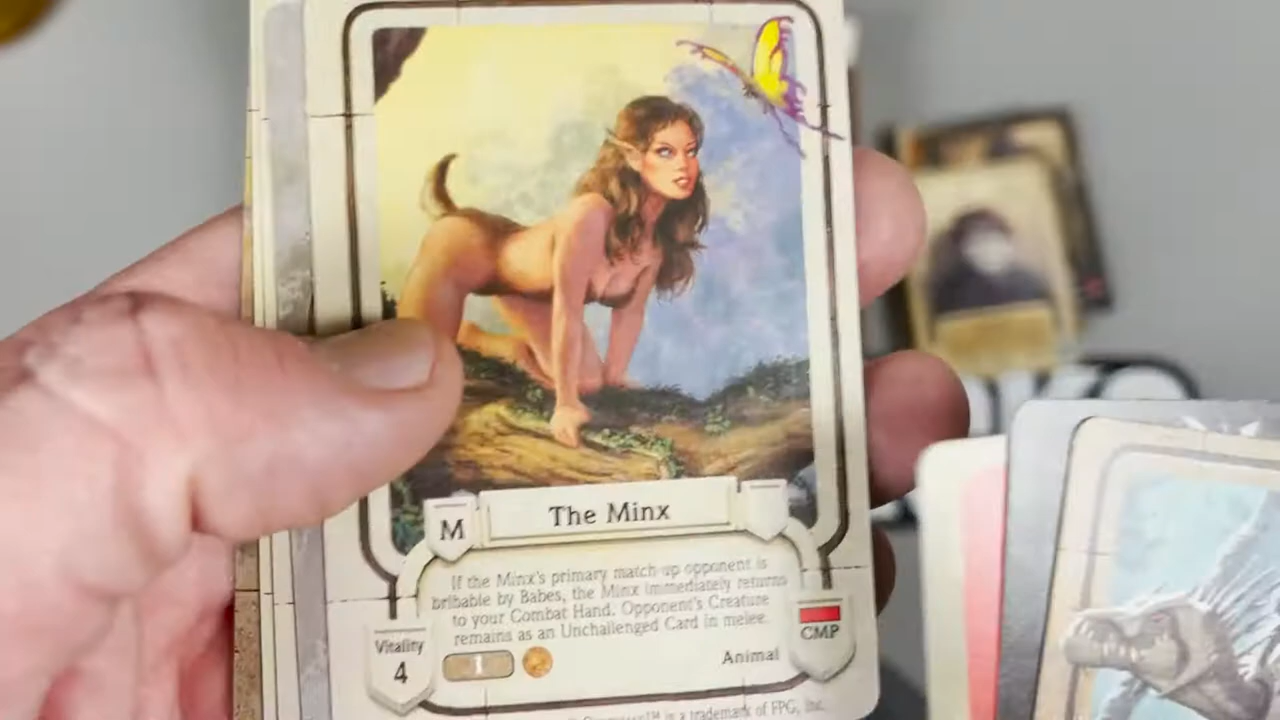 M
The Minx
If the Minx's primary match-up opponent is
bribable by Babes, the Minx immediately returns
to your Combat Hand. Opponent's Creature
remains as an Unchallenged Card in melee.
Vitality
4
1
Animal
CMP
™ is a trademark of FPG, Inc.